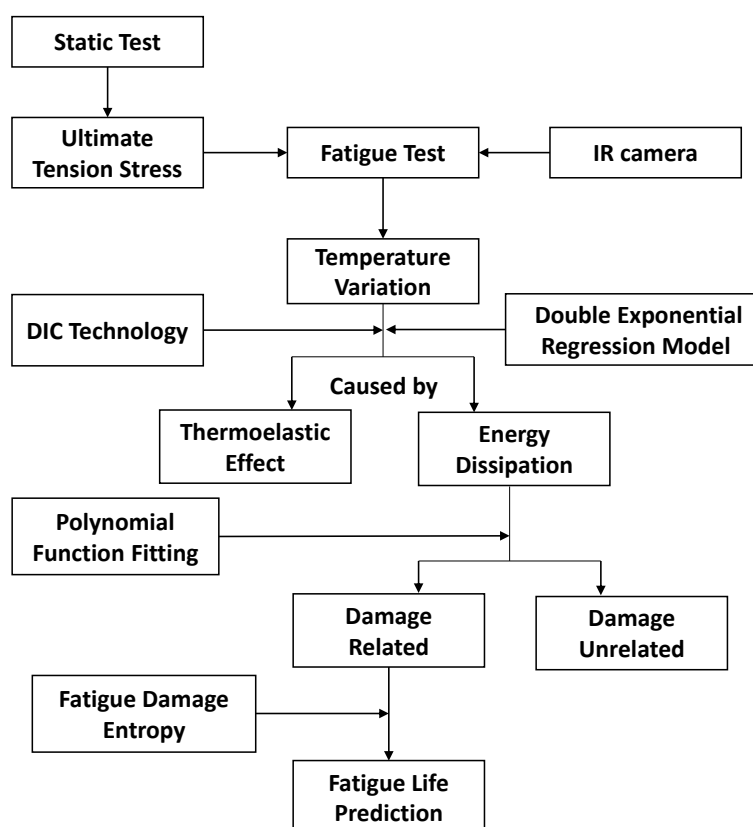 Static Test
Ultimate
Tension Stress
Fatigue Test
IR camera
Temperature
Variation
DIC Technology
Double Exponential
Regression Model
Caused by
Thermoelastic
Effect
Energy
Dissipation
Polynomial
Function Fitting
Damage
Related
Damage
Unrelated
Fatigue Damage
Entropy
Fatigue Life
Prediction